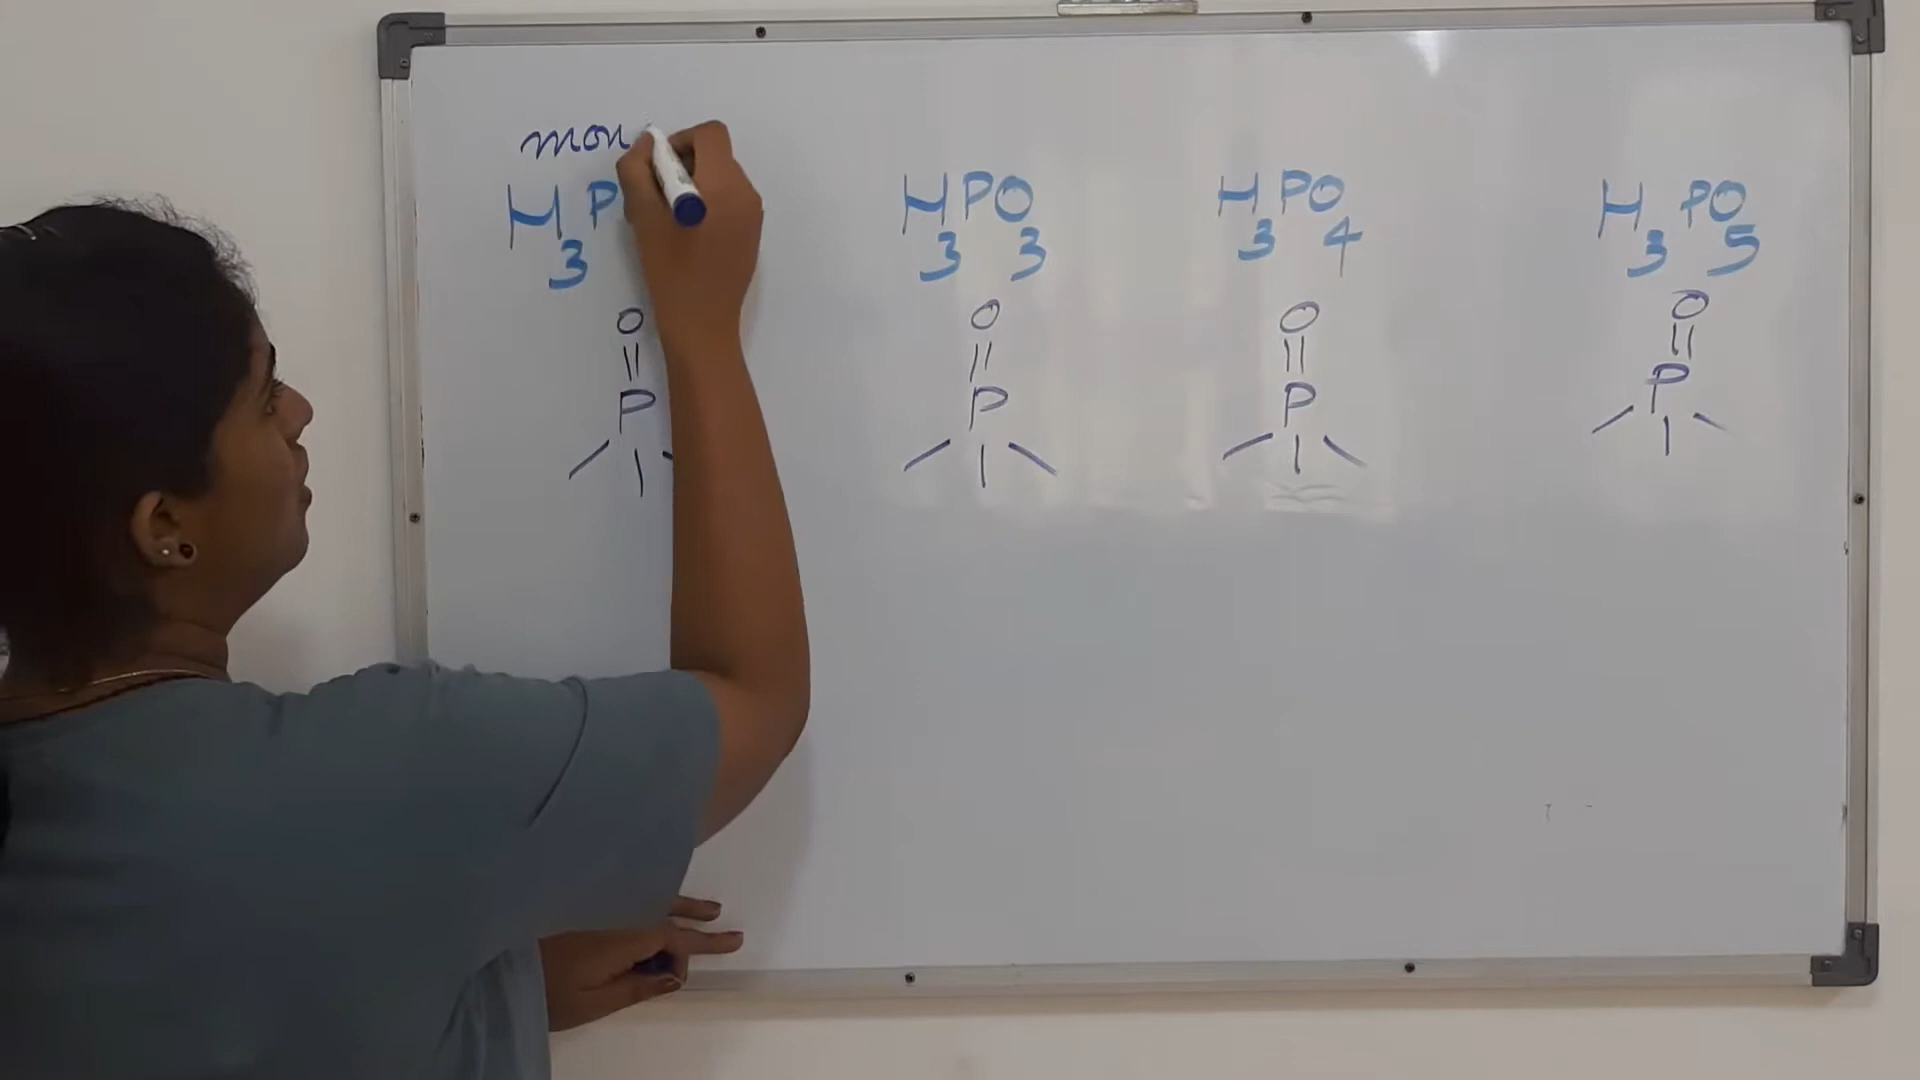 mon
H3P H3PO3 H3PO4 H3PO5
O O O O
|| || || ||
P P P P